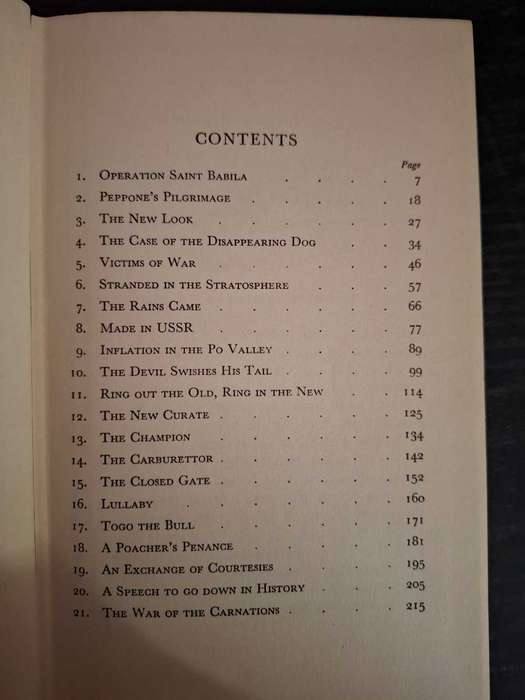 CONTENTS
Page
1. Operation Saint Babila . . . . 7
2. Peppone's Pilgrimage . . . . 18
3. The New Look . . . . . 27
4. The Case of the Disappearing Dog . . 34
5. Victims of War . . . . . 46
6. Stranded in the Stratosphere . . . 57
7. The Rains Came . . . . . 66
8. Made in USSR . . . . . 77
9. Inflation in the Po Valley . . . . 89
10. The Devil Swishes His Tail . . . . 99
11. Ring out the Old, Ring in the New . . 114
12. The New Curate . . . . . 125
13. The Champion . . . . . 134
14. The Carburettor . . . . . 142
15. The Closed Gate . . . . . 152
16. Lullaby . . . . . 160
17. Togo the Bull . . . . . 171
18. A Poacher's Penance . . . . 181
19. An Exchange of Courtesies . . . . 195
20. A Speech to go down in History . . . 205
21. The War of the Carnations . . . . 215